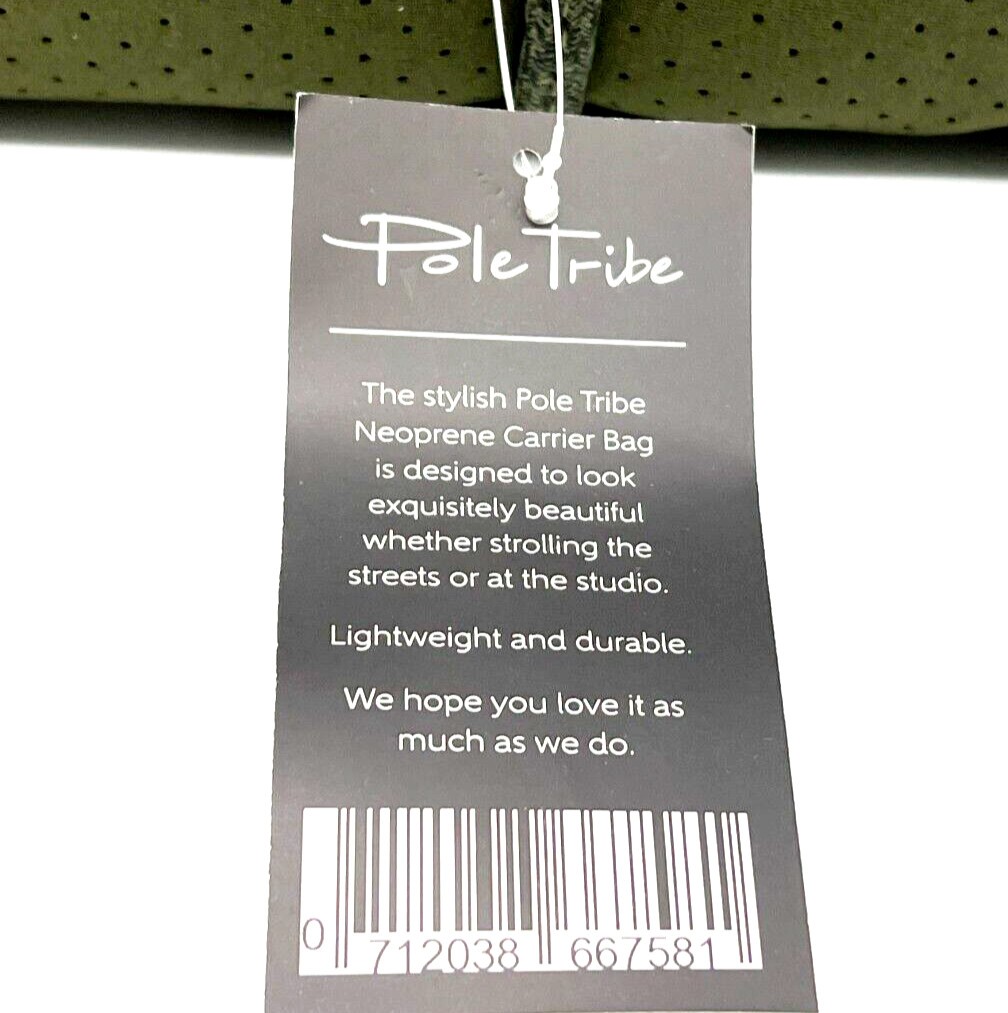 Pole Tribe
The stylish Pole Tribe
Neoprene Carrier Bag
is designed to look
exquisitely beautiful
whether strolling the
streets or at the studio.
Lightweight and durable.
We hope you love it as
much as we do.
0 712038 667581